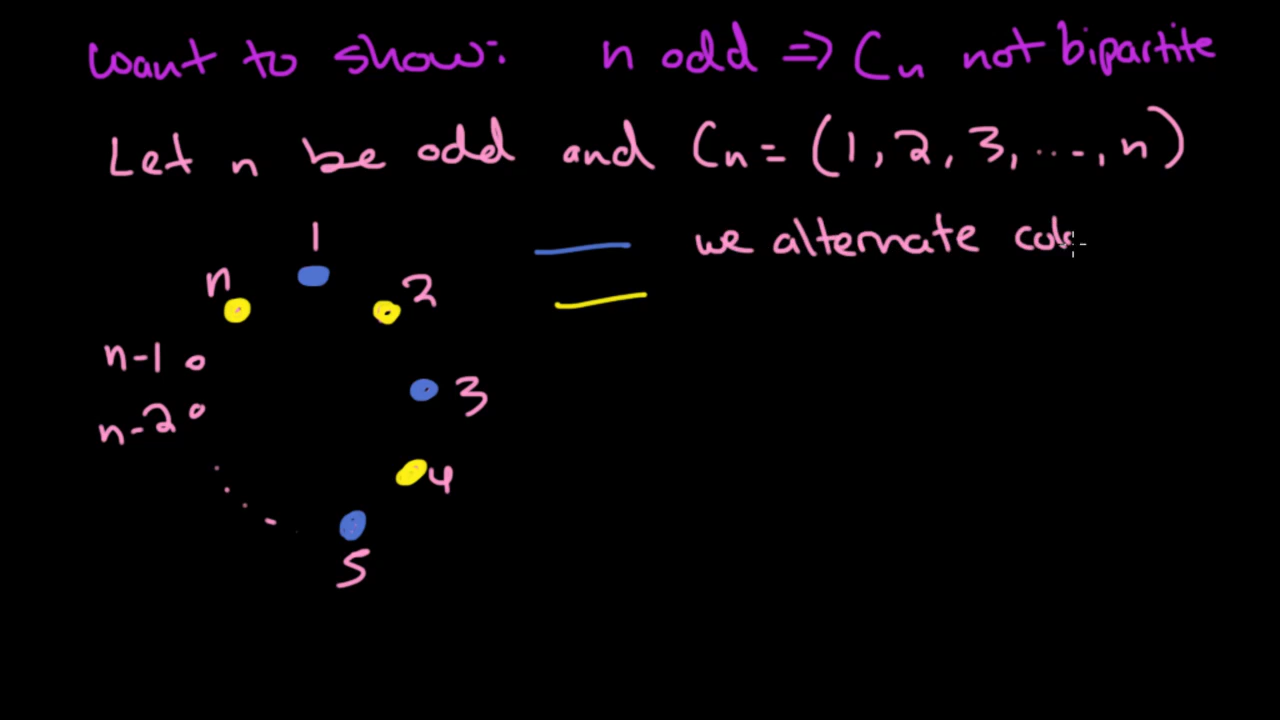 want to show: n odd => Cn not bipartite
Let n be odd and Cn = (1, 2, 3, ..., n)
we alternate colo
1
n
2
n-1
3
n-2
4
5